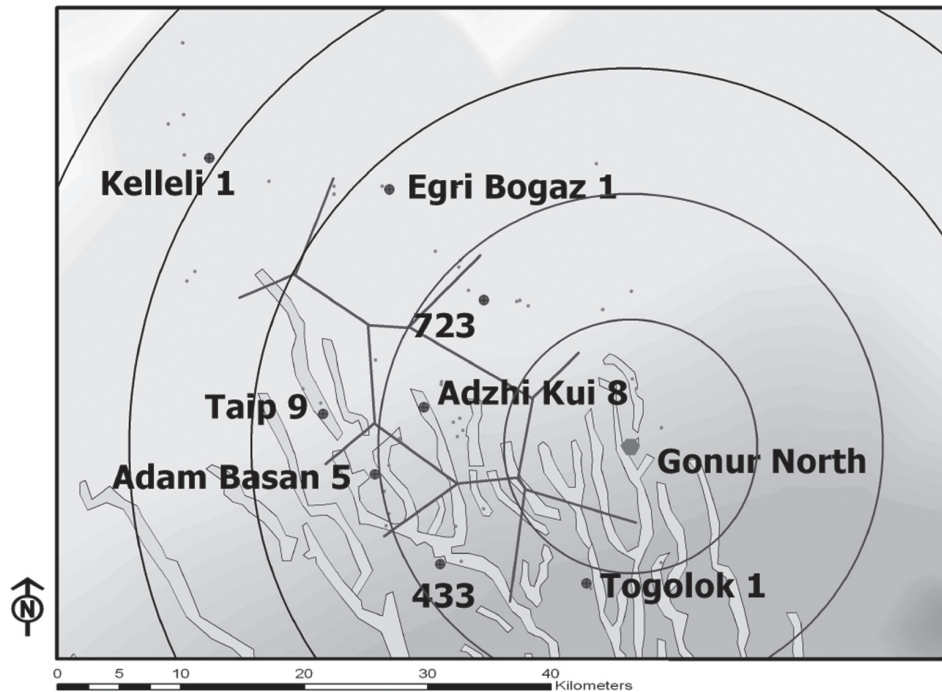 Kelleli 1
Egri Bogaz 1
723
Taip 9
Adzhi Kui 8
Adam Basan 5
Gonur North
433
Togolok 1
N
0 5 10 20 30 40
Kilometers